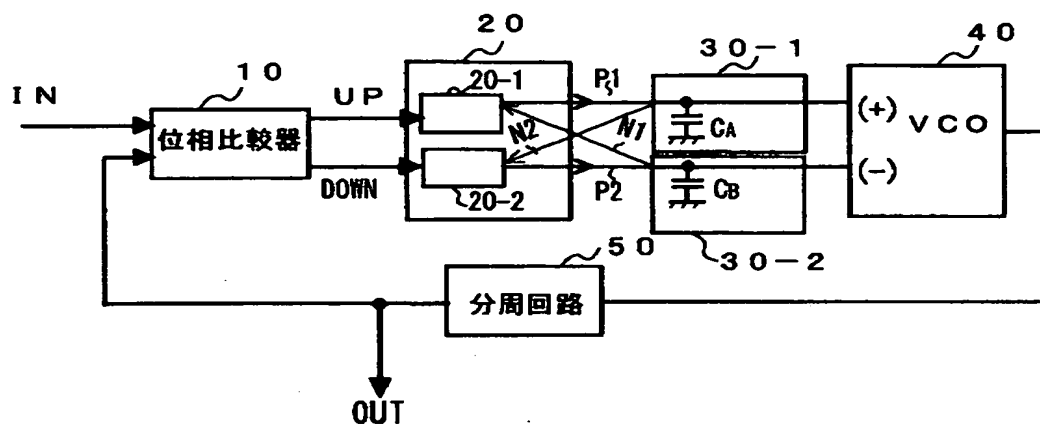 20
30-1
40
10
20-1
P1
IN
UP
(+)
VCO
位相比較器
N2
N1
CA
DOWN
(-)
20-2
P2
CB
50
30-2
分周回路
OUT